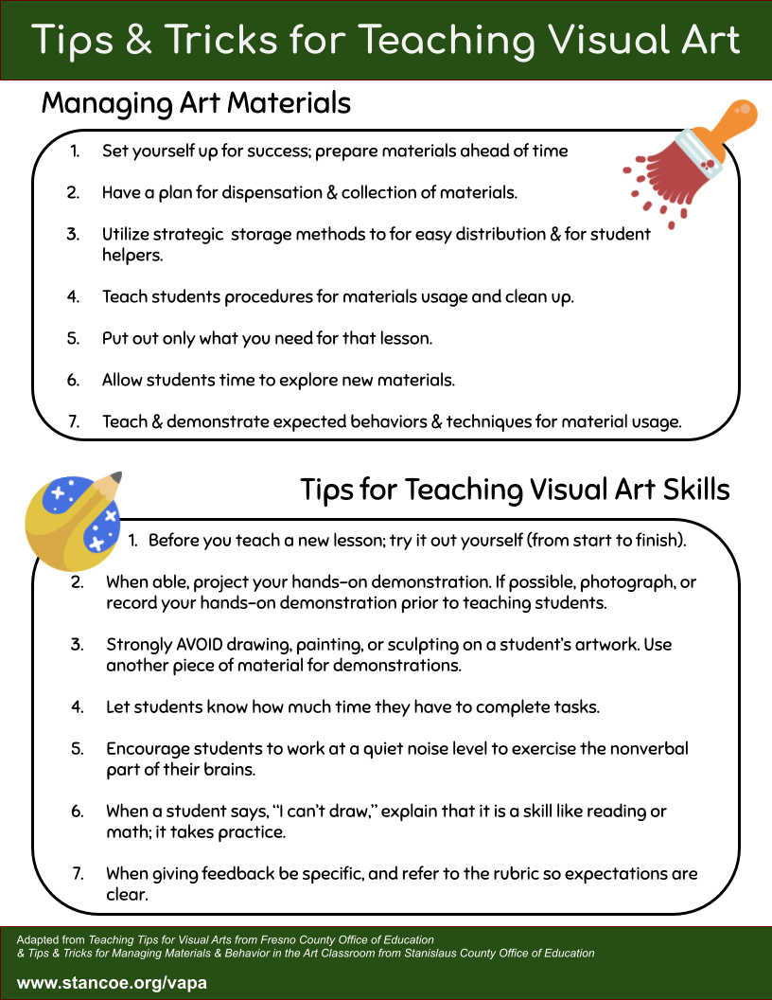 Tips & Tricks for Teaching Visual Art
Managing Art Materials
1. Set yourself up for success; prepare materials ahead of time
2. Have a plan for dispensation & collection of materials.
3. Utilize strategic storage methods to for easy distribution & for student
helpers.
4. Teach students procedures for materials usage and clean up.
5. Put out only what you need for that lesson.
6. Allow students time to explore new materials.
7. Teach & demonstrate expected behaviors & techniques for material usage.
Tips for Teaching Visual Art Skills
1. Before you teach a new lesson; try it out yourself (from start to finish).
2. When able, project your hands-on demonstration. If possible, photograph, or
record your hands-on demonstration prior to teaching students.
3. Strongly AVOID drawing, painting, or sculpting on a student's artwork. Use
another piece of material for demonstrations.
4. Let students know how much time they have to complete tasks.
5. Encourage students to work at a quiet noise level to exercise the nonverbal
part of their brains.
6. When a student says, “I can't draw,” explain that it is a skill like reading or
math; it takes practice.
7. When giving feedback be specific, and refer to the rubric so expectations are
clear.
Adapted from Teaching Tips for Visual Arts from Fresno County Office of Education
& Tips & Tricks for Managing Materials & Behavior in the Art Classroom from Stanislaus County Office of Education
www.stancoe.org/vapa